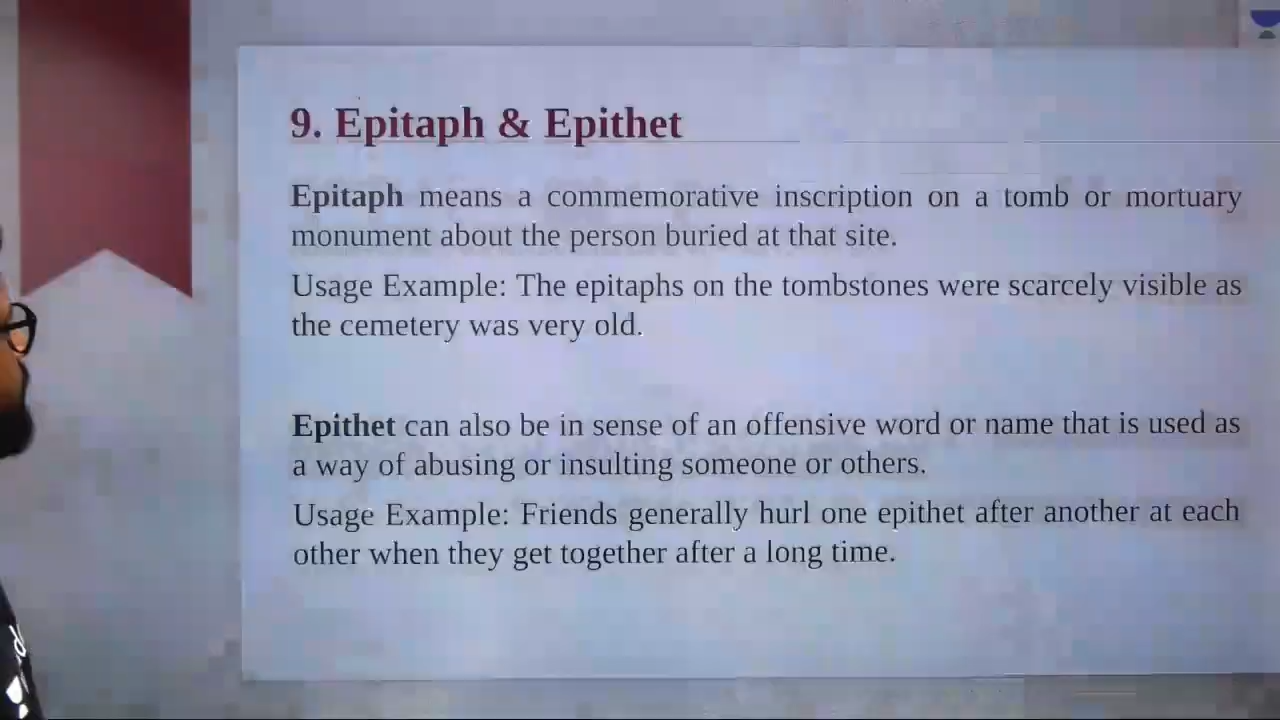 9. Epitaph & Epithet
Epitaph means a commemorative inscription on a tomb or mortuary
monument about the person buried at that site.
Usage Example: The epitaphs on the tombstones were scarcely visible as
the cemetery was very old.
Epithet can also be in sense of an offensive word or name that is used as
a way of abusing or insulting someone or others.
Usage Example: Friends generally hurl one epithet after another at each
other when they get together after a long time.